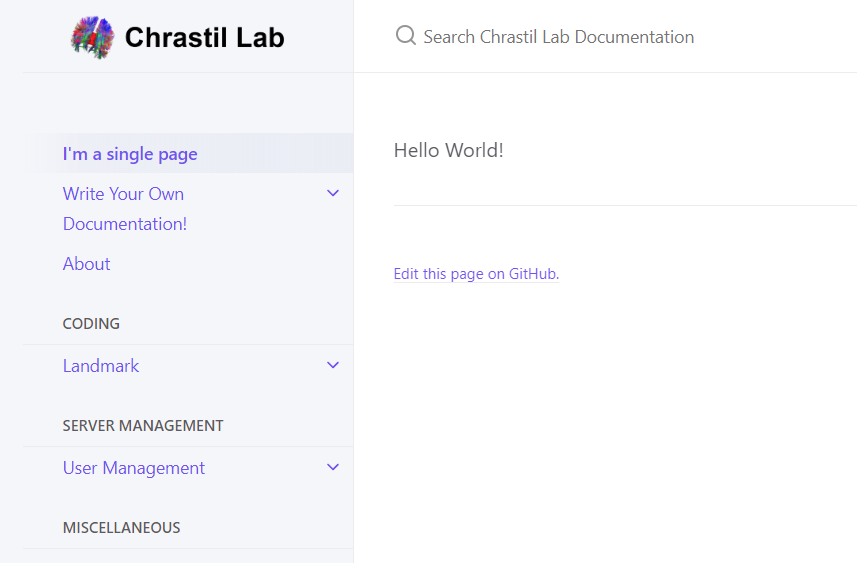 Chrastil Lab
Search Chrastil Lab Documentation
I'm a single page
Write Your Own
Documentation!
About
CODING
Landmark
SERVER MANAGEMENT
User Management
MISCELLANEOUS
Hello World!
Edit this page on GitHub.